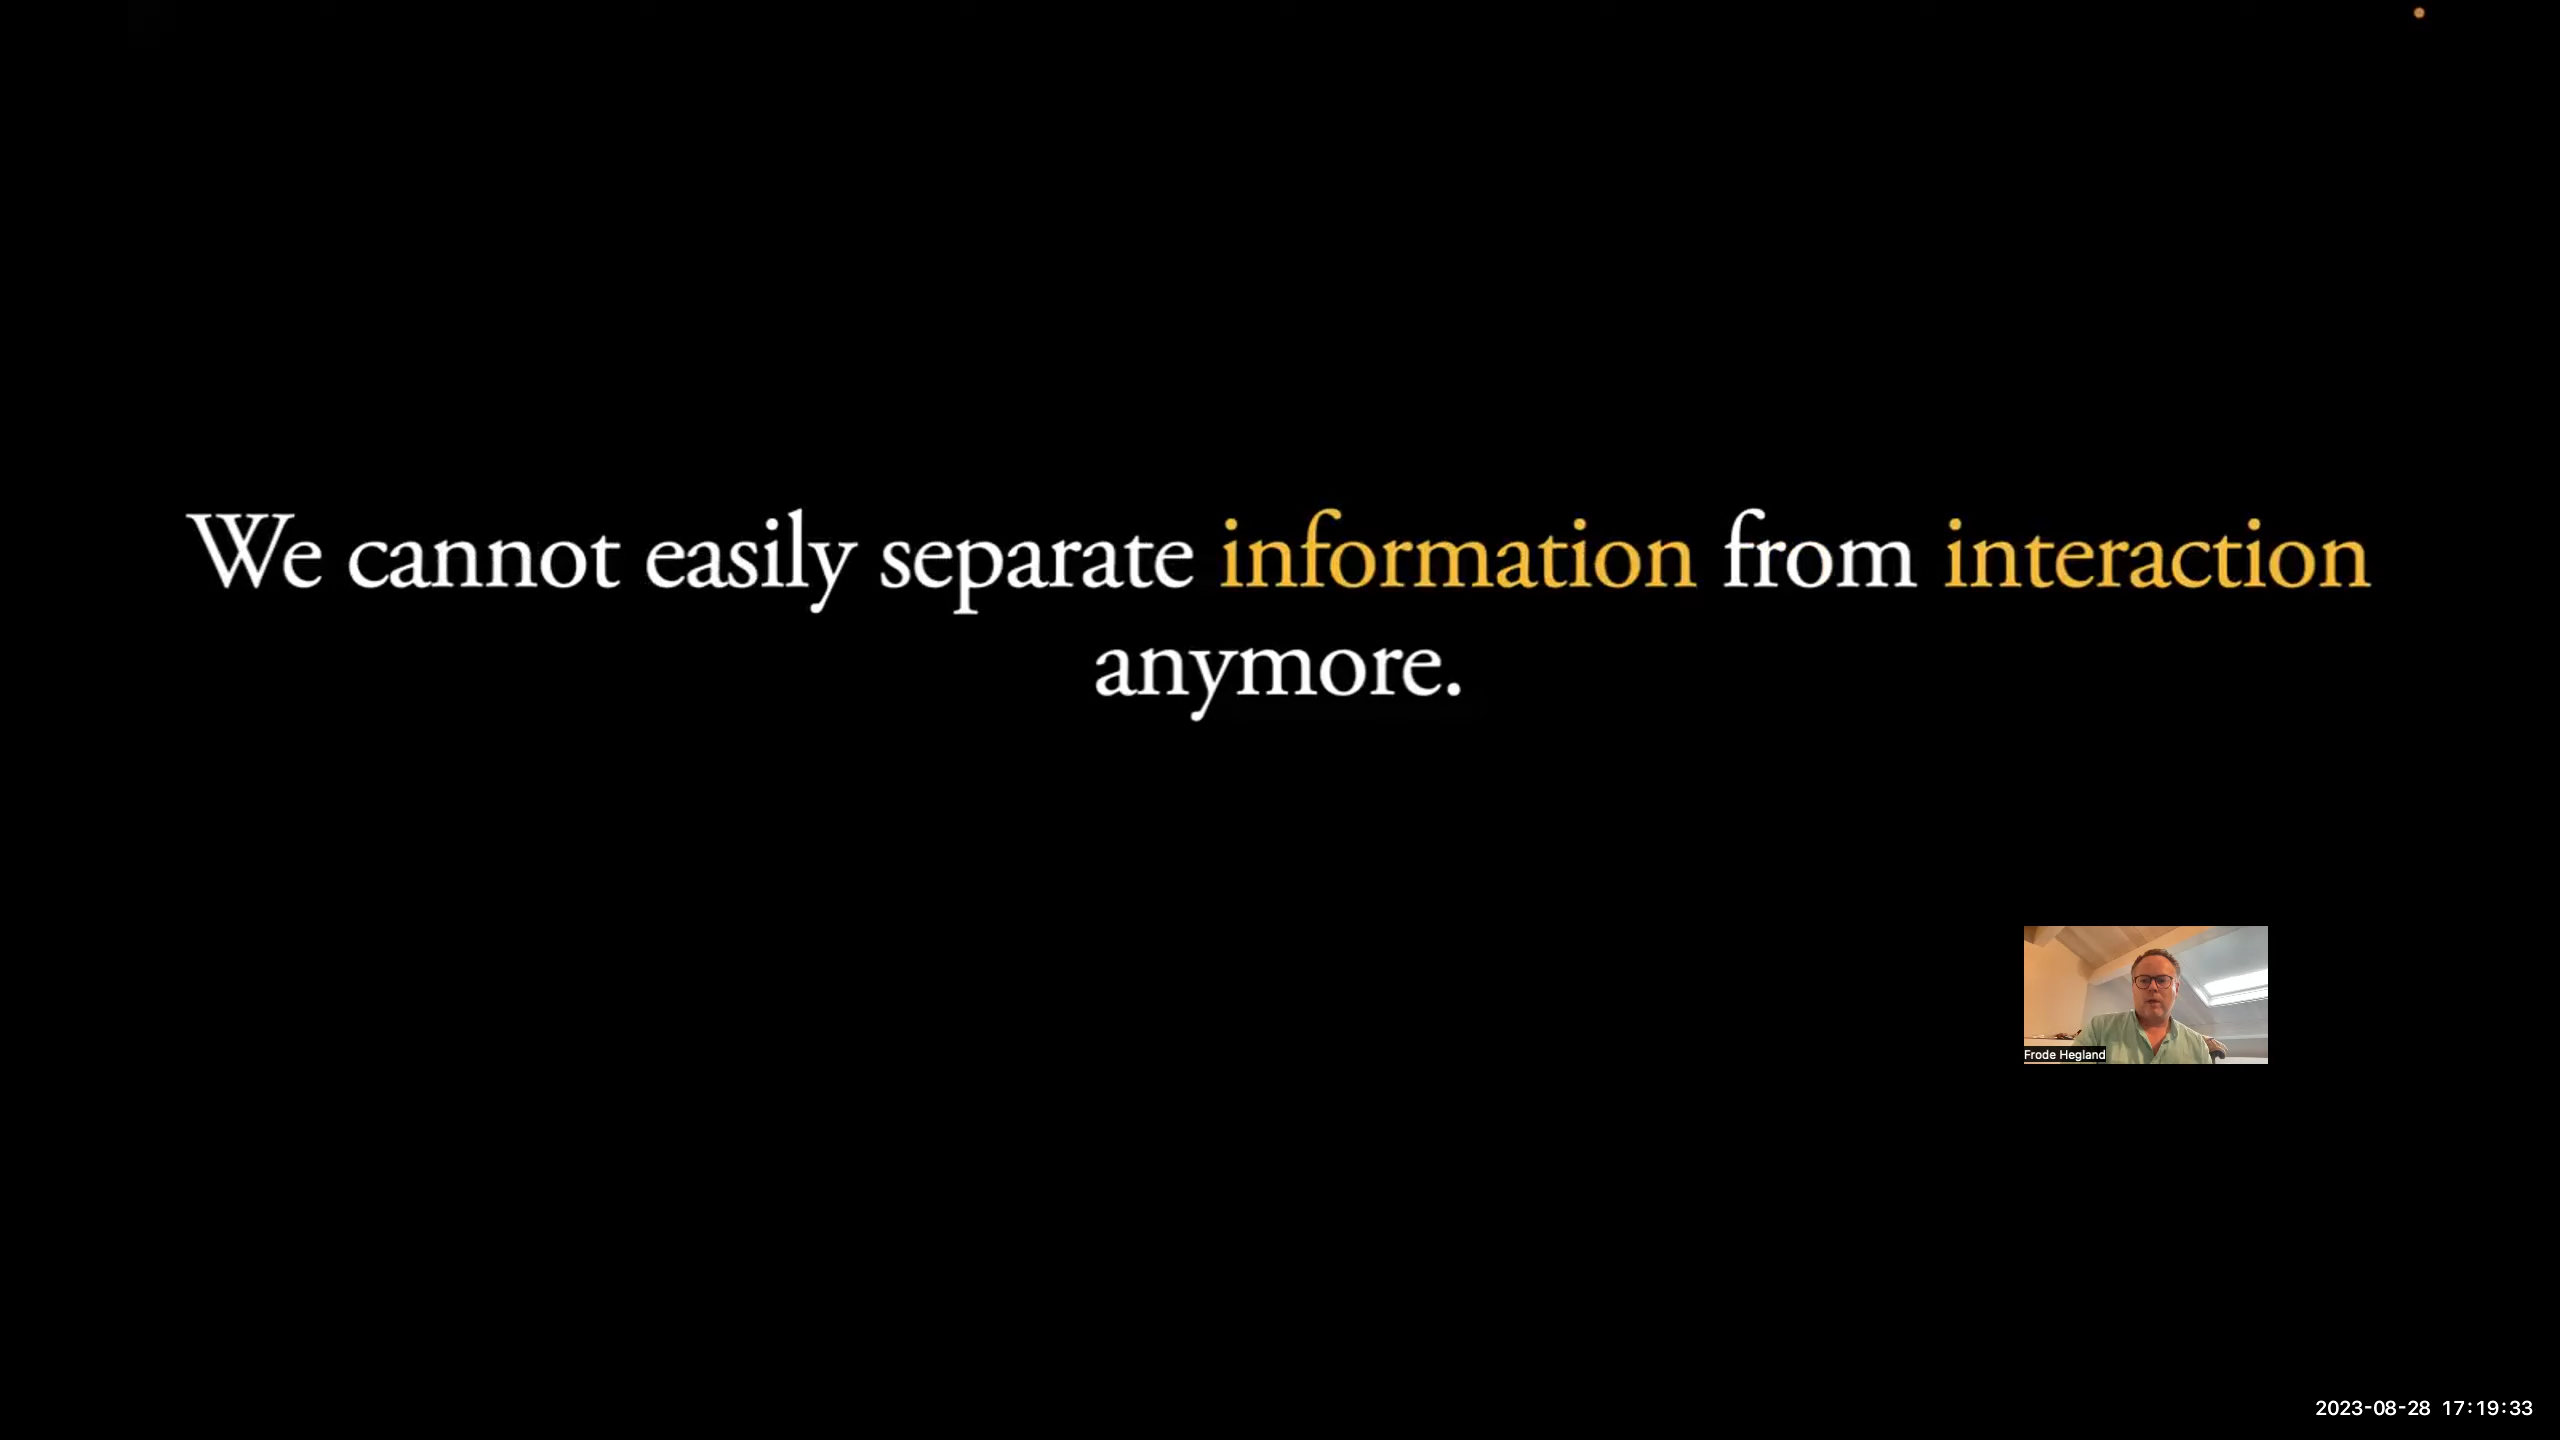 We cannot easily separate information from interaction
anymore.
Frode Hegland
2023-08-28 17:19:33